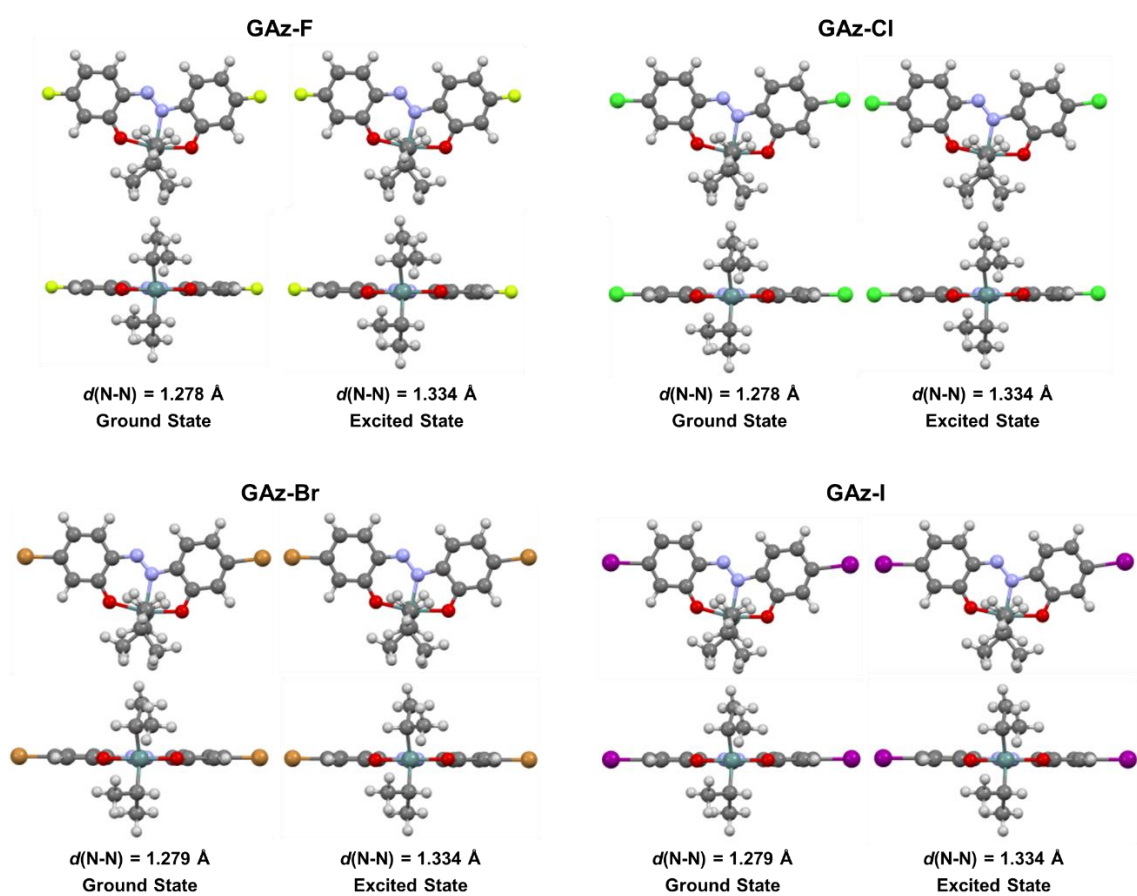 GAz-F
GAz-Cl
d(N-N) = 1.278 Å
Ground State
d(N-N) = 1.334 Å
Excited State
d(N-N) = 1.278 Å
Ground State
d(N-N) = 1.334 Å
Excited State
GAz-Br
GAz-I
d(N-N) = 1.279 Å
Ground State
d(N-N) = 1.334 Å
Excited State
d(N-N) = 1.279 Å
Ground State
d(N-N) = 1.334 Å
Excited State